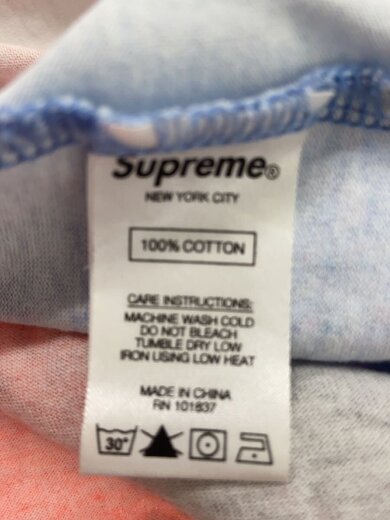 Supreme®
NEW YORK CITY
100% COTTON
CARE INSTRUCTIONS:
MACHINE WASH COLD
DO NOT BLEACH
TUMBLE DRY LOW
IRON USING LOW HEAT
MADE IN CHINA
RN 101837
30°